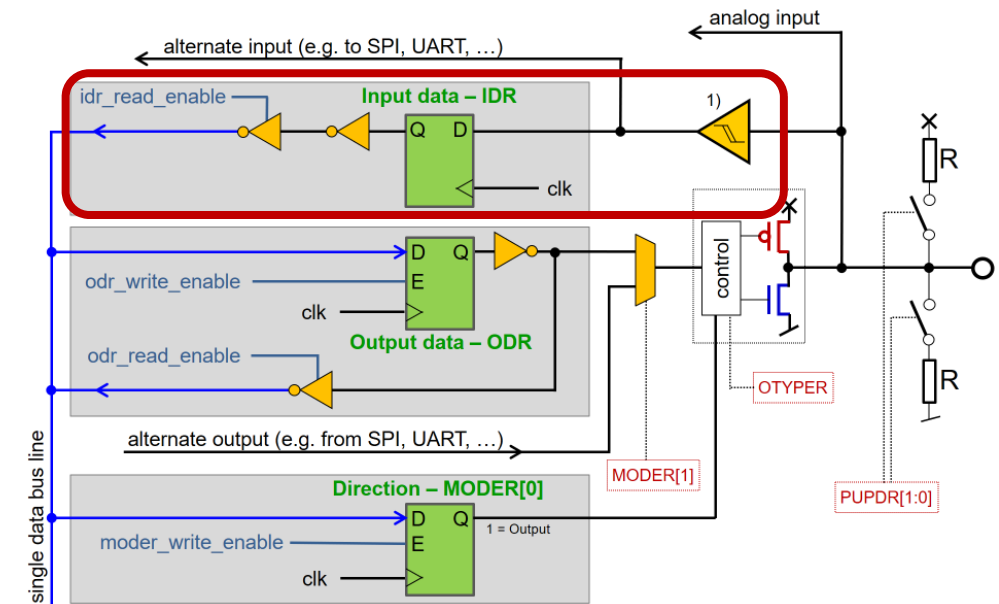 analog input
alternate input (e.g. to SPI, UART, …)
idr_read_enable
Input data – IDR
1)
Q D
clk
R
D Q
odr_write_enable
E
clk
control
Output data – ODR
odr_read_enable
R
OTYPER
alternate output (e.g. from SPI, UART, …)
MODER[1]
PUPDR[1:0]
Direction – MODER[0]
D Q
1 = Output
moder_write_enable
E
clk
single data bus line